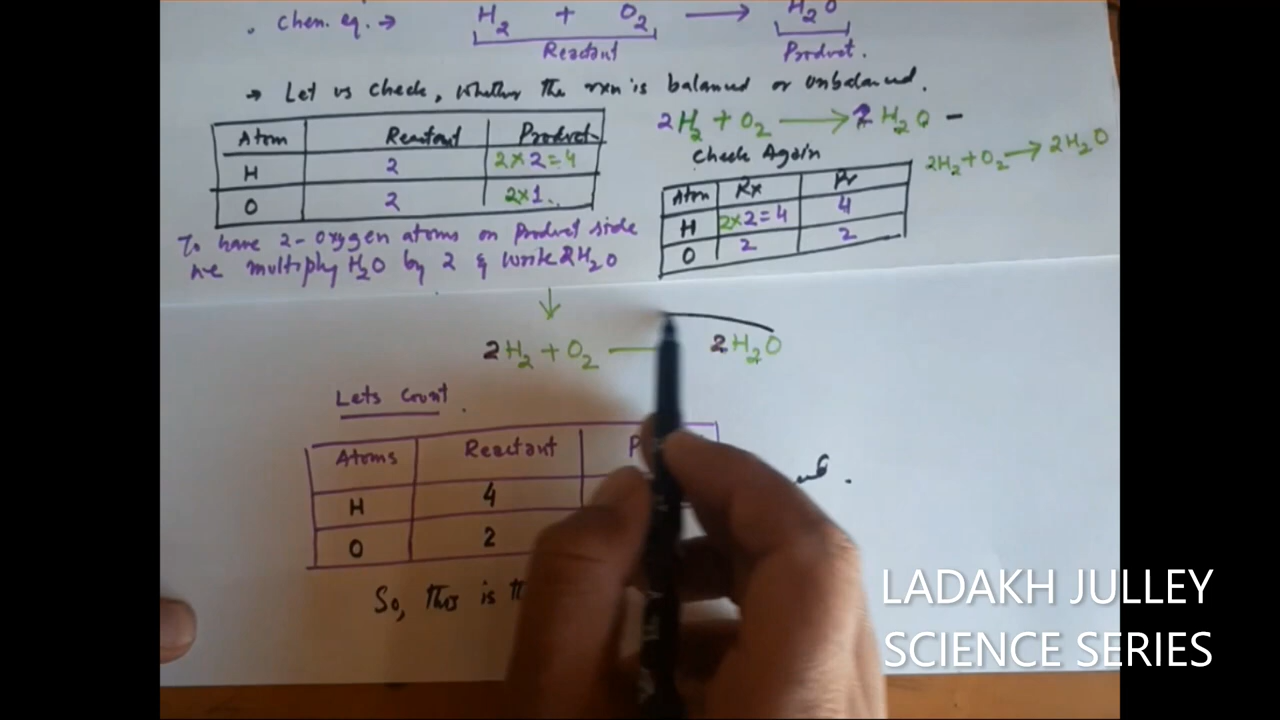 . Chem. eq. → H₂ + O₂ → H₂O
Reactant Product.
→ Let us Check, whether the rxn is balanced or unbalanced.
Atom Reactant Product
H 2 2×2=4
O 2 2×1
To have 2-oxygen atoms on product side
we multiply H₂O by 2 & write 2H₂O
2H₂ + O₂ → 2H₂O
Check Again
Atom Rx Pr
H 2×2=4 4
O 2 2
2H₂+O₂ → 2H₂O
↓
2H₂ + O₂ — 2H₂O
Lets Count.
Atoms Reactant P
H 4
O 2
So, this is
LADAKH JULLEY
SCIENCE SERIES